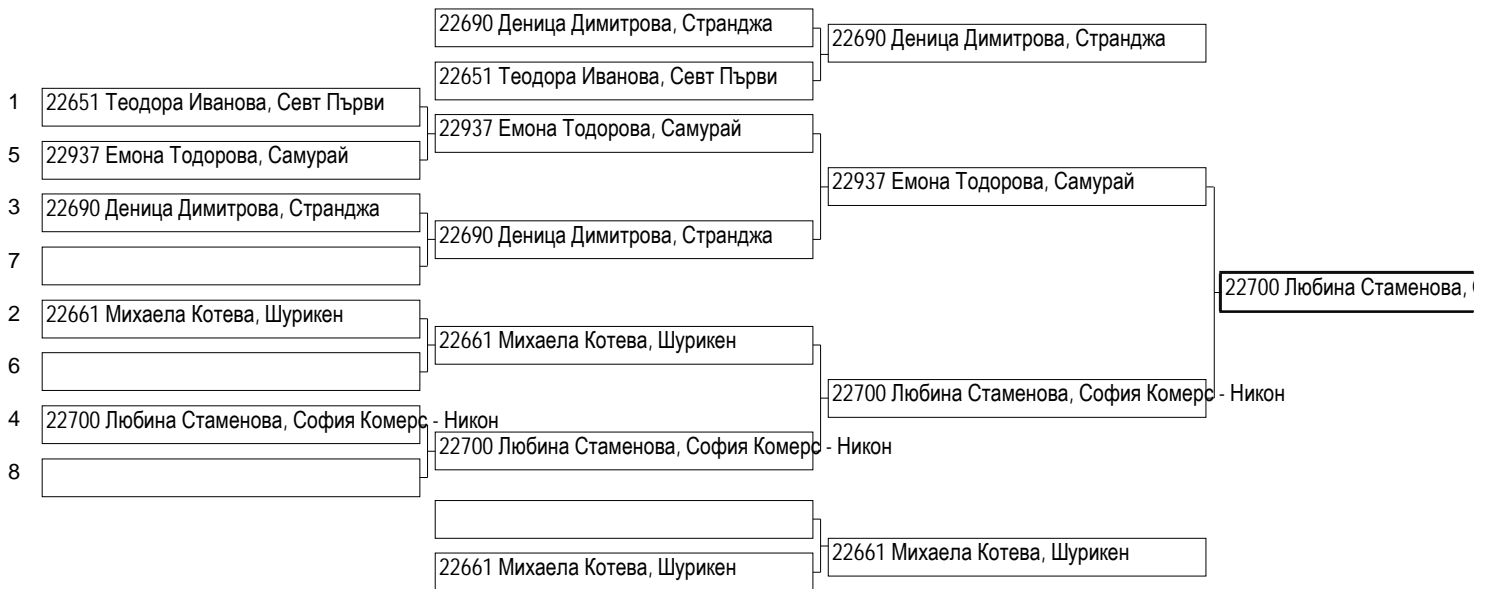 22690 Деница Димитрова, Странджа
22690 Деница Димитрова, Странджа
22651 Теодора Иванова, Севт Първи
1 22651 Теодора Иванова, Севт Първи
22937 Емона Тодорова, Самурай
5 22937 Емона Тодорова, Самурай
22937 Емона Тодорова, Самурай
3 22690 Деница Димитрова, Странджа
22690 Деница Димитрова, Странджа
7
22700 Любина Стаменова,
2 22661 Михаела Котева, Шурикен
22661 Михаела Котева, Шурикен
6
22700 Любина Стаменова, София Комерс - Никон
4 22700 Любина Стаменова, София Комерс - Никон
22700 Любина Стаменова, София Комерс - Никон
8
22661 Михаела Котева, Шурикен
22661 Михаела Котева, Шурикен